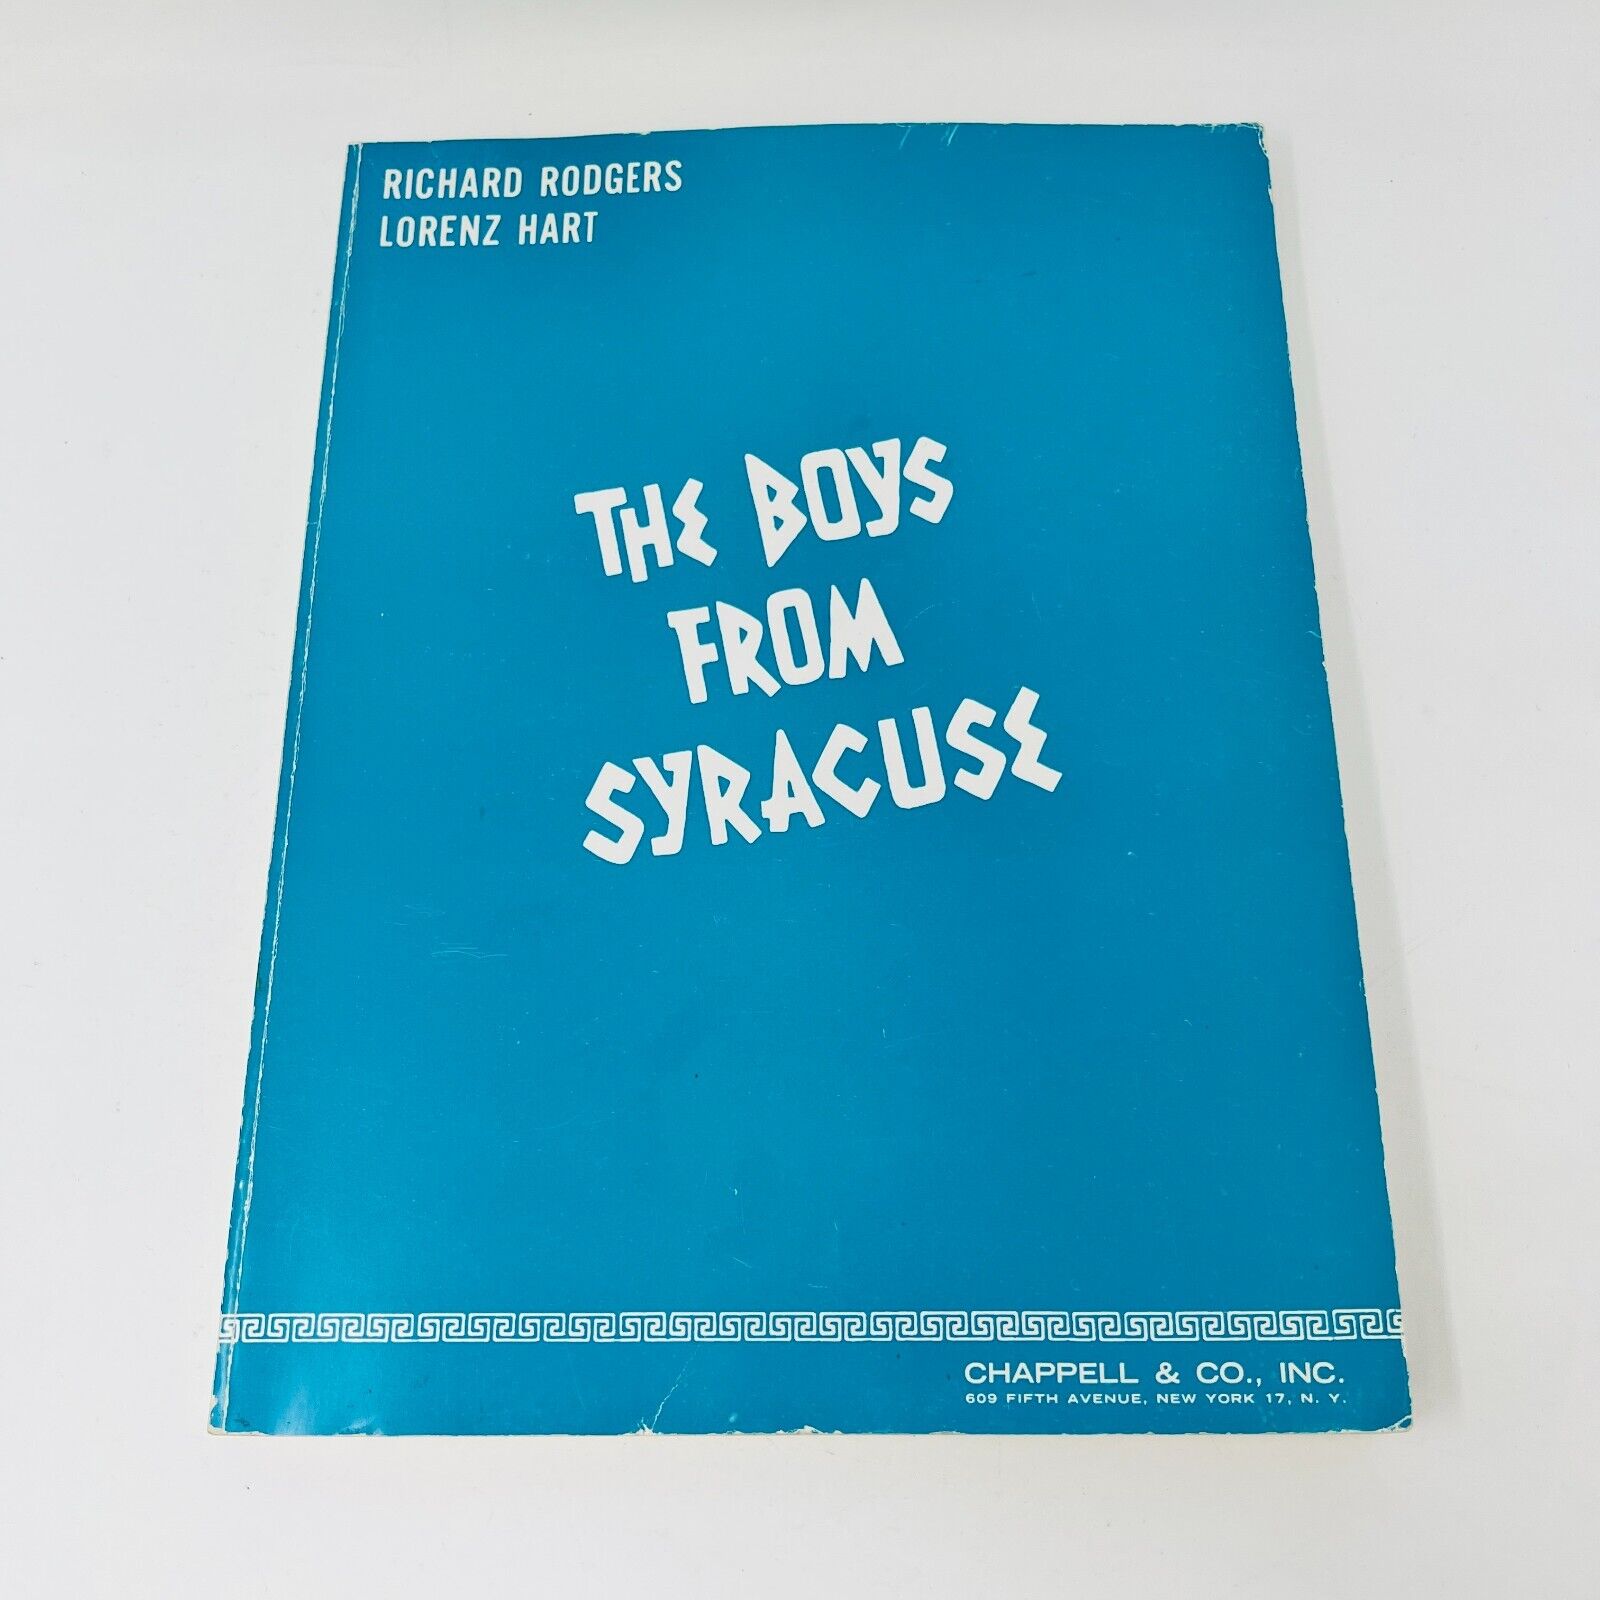 RICHARD RODGERS
LORENZ HART
THE BOYS
FROM
SYRACUSE
CHAPPELL & CO., INC.
609 FIFTH AVENUE, NEW YORK 17, N. Y.